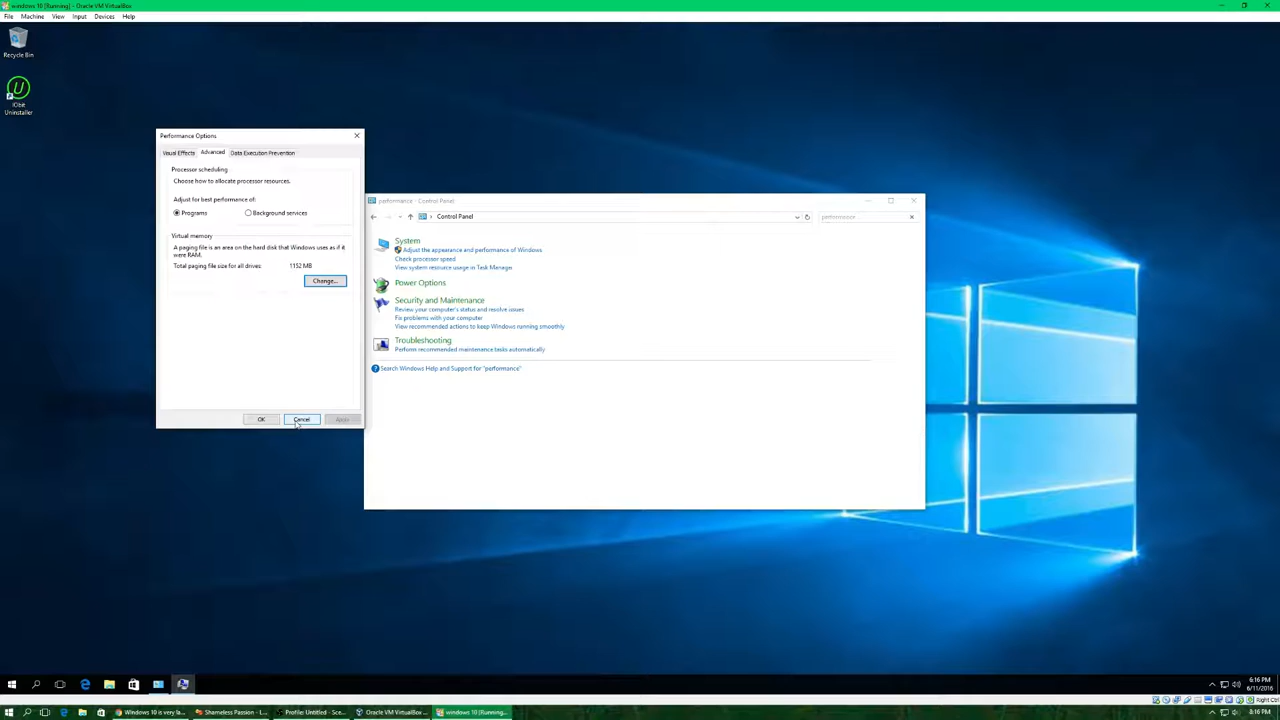 windows 10 [Running] - Oracle VM VirtualBox
File Machine View Input Devices Help
Recycle Bin
IObit
Uninstaller
Performance Options
Visual Effects Advanced Data Execution Prevention
Processor scheduling
Choose how to allocate processor resources.
Adjust for best performance of:
Programs Background services
Virtual memory
A paging file is an area on the hard disk that Windows uses as if it
were RAM.
Total paging file size for all drives: 1152 MB
Change...
OK Cancel Apply
performance - Control Panel
Control Panel
performance
System
Adjust the appearance and performance of Windows
Check processor speed
View system resource usage in Task Manager
Power Options
Security and Maintenance
Review your computer's status and resolve issues
Fix problems with your computer
View recommended actions to keep Windows running smoothly
Troubleshooting
Perform recommended maintenance tasks automatically
Search Windows Help and Support for "performance"
6:16 PM
6/11/2016
Right Ctrl
Windows 10 is very la...
Shameless Passion - L...
Profile: Untitled - Sce...
Oracle VM VirtualBox ...
windows 10 [Running...
8:16 PM